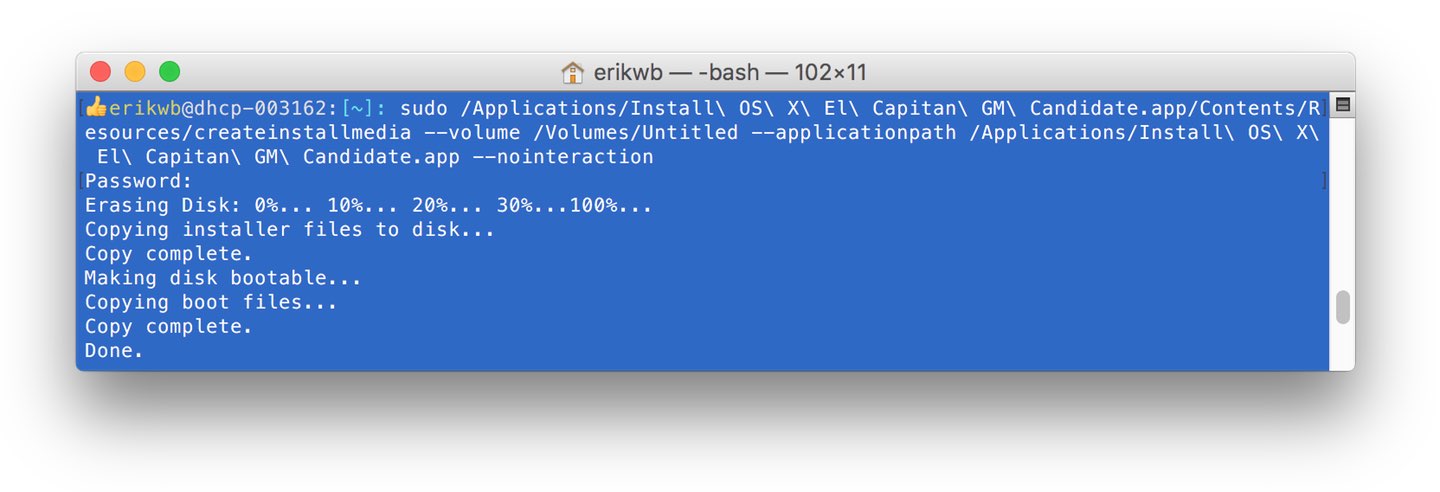 erikwb — -bash — 102×11
[👍erikwb@dhcp-003162:[~]: sudo /Applications/Install\ OS\ X\ El\ Capitan\ GM\ Candidate.app/Contents/R]
esources/createinstallmedia --volume /Volumes/Untitled --applicationpath /Applications/Install\ OS\ X\
 El\ Capitan\ GM\ Candidate.app --nointeraction
[Password:]
Erasing Disk: 0%... 10%... 20%... 30%...100%...
Copying installer files to disk...
Copy complete.
Making disk bootable...
Copying boot files...
Copy complete.
Done.